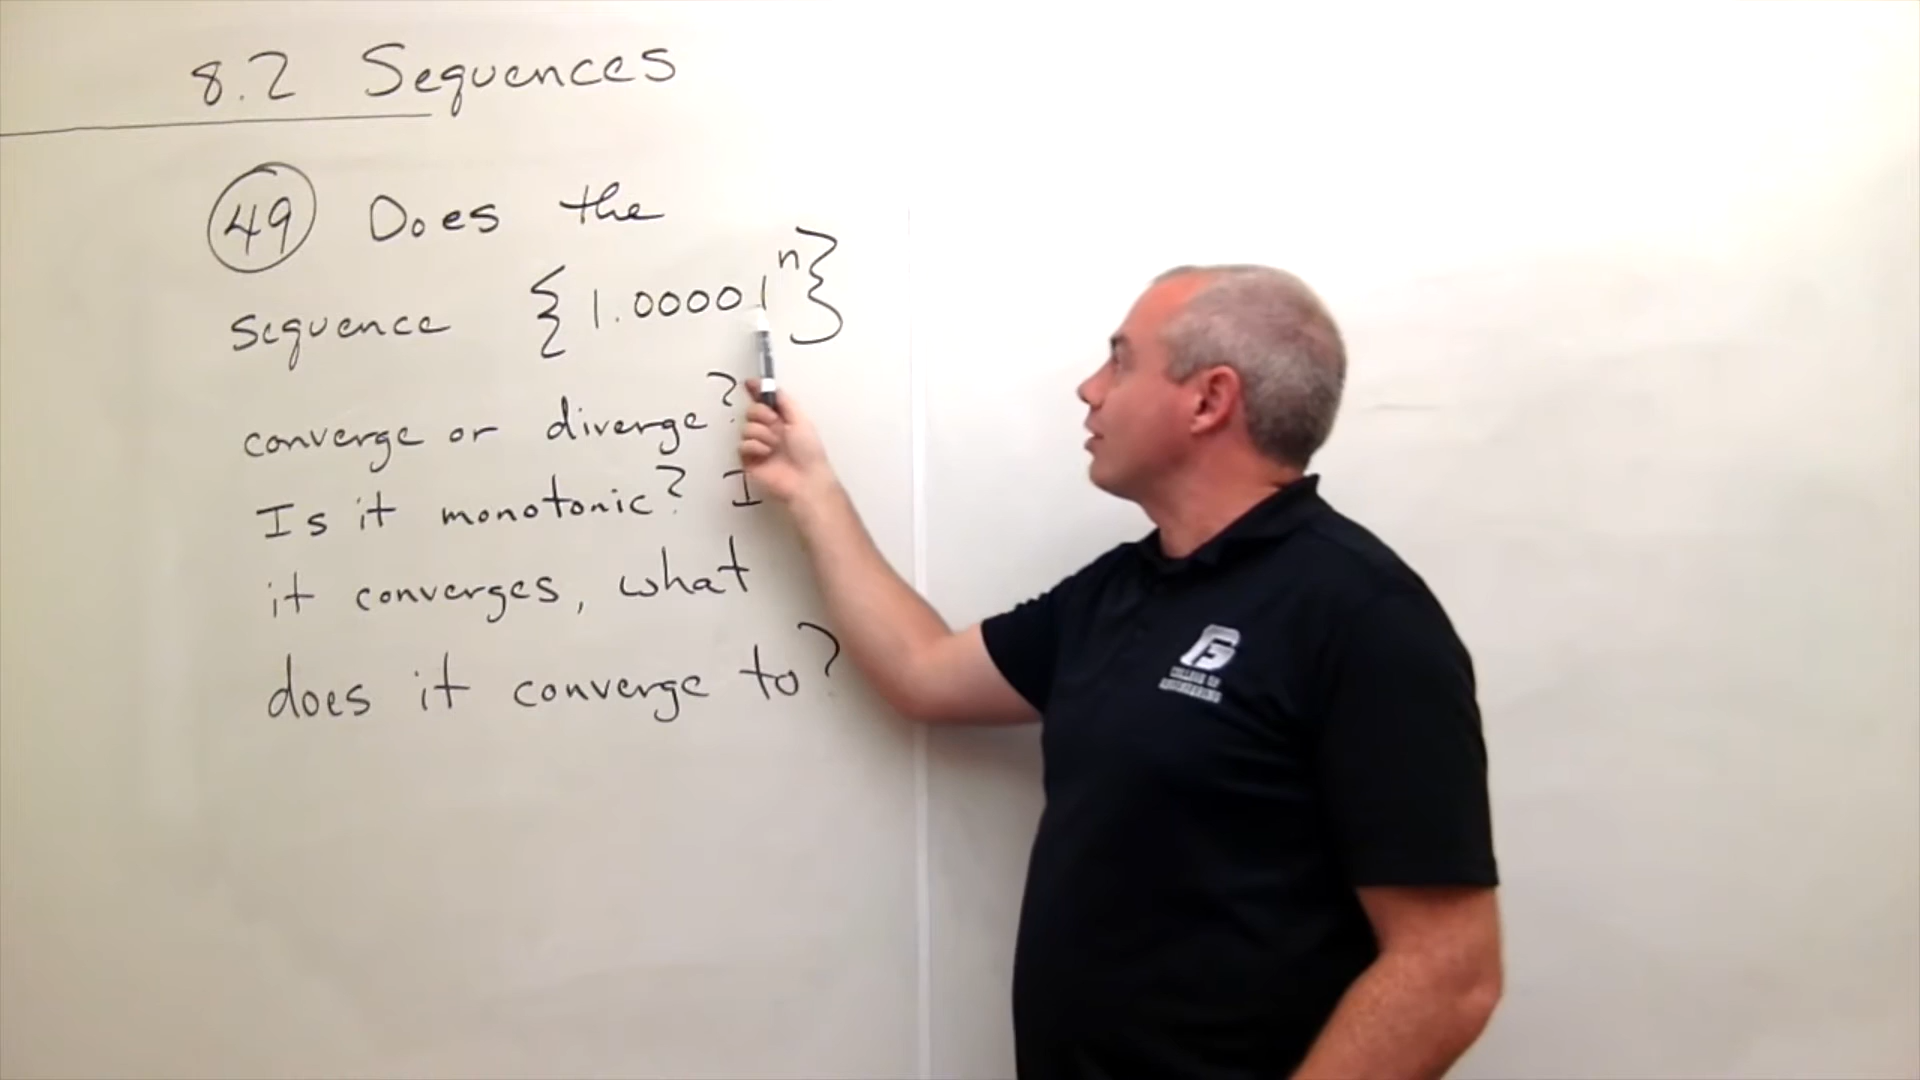 8.2 Sequences
49 Does the
sequence {1.00001^n}
converge or diverge?
Is it monotonic?
it converges, what
does it converge to?
G